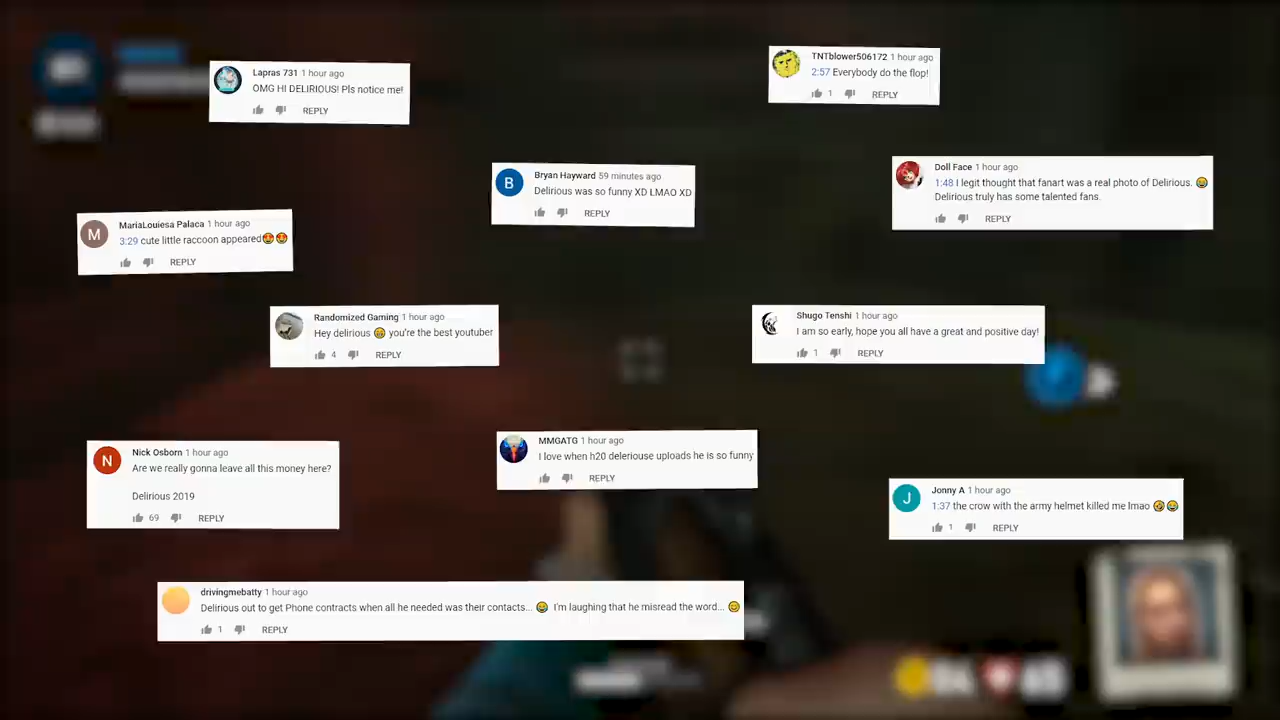 Lapras 731 1 hour ago
OMG HI DELIRIOUS! Pls notice me!
REPLY
TNTblower506172 1 hour ago
2:57 Everybody do the flop!
1 REPLY
Bryan Hayward 59 minutes ago
Delirious was so funny XD LMAO XD
REPLY
Doll Face 1 hour ago
1:48 I legit thought that fanart was a real photo of Delirious. 😂
Delirious truly has some talented fans.
REPLY
M
MariaLouiesa Palaca 1 hour ago
3:29 cute little raccoon appeared😍😍
REPLY
B
Randomized Gaming 1 hour ago
Hey delirious 😁 you're the best youtuber
4 REPLY
Shugo Tenshi 1 hour ago
I am so early, hope you all have a great and positive day!
1 REPLY
N
Nick Osborn 1 hour ago
Are we really gonna leave all this money here?
Delirious 2019
69 REPLY
MMGATG 1 hour ago
I love when h20 deleriouse uploads he is so funny
REPLY
J
Jonny A 1 hour ago
1:37 the crow with the army helmet killed me lmao 🤣😂
1 REPLY
drivingmebatty 1 hour ago
Delirious out to get Phone contracts when all he needed was their contacts... 😂 I'm laughing that he misread the word... 😊
1 REPLY